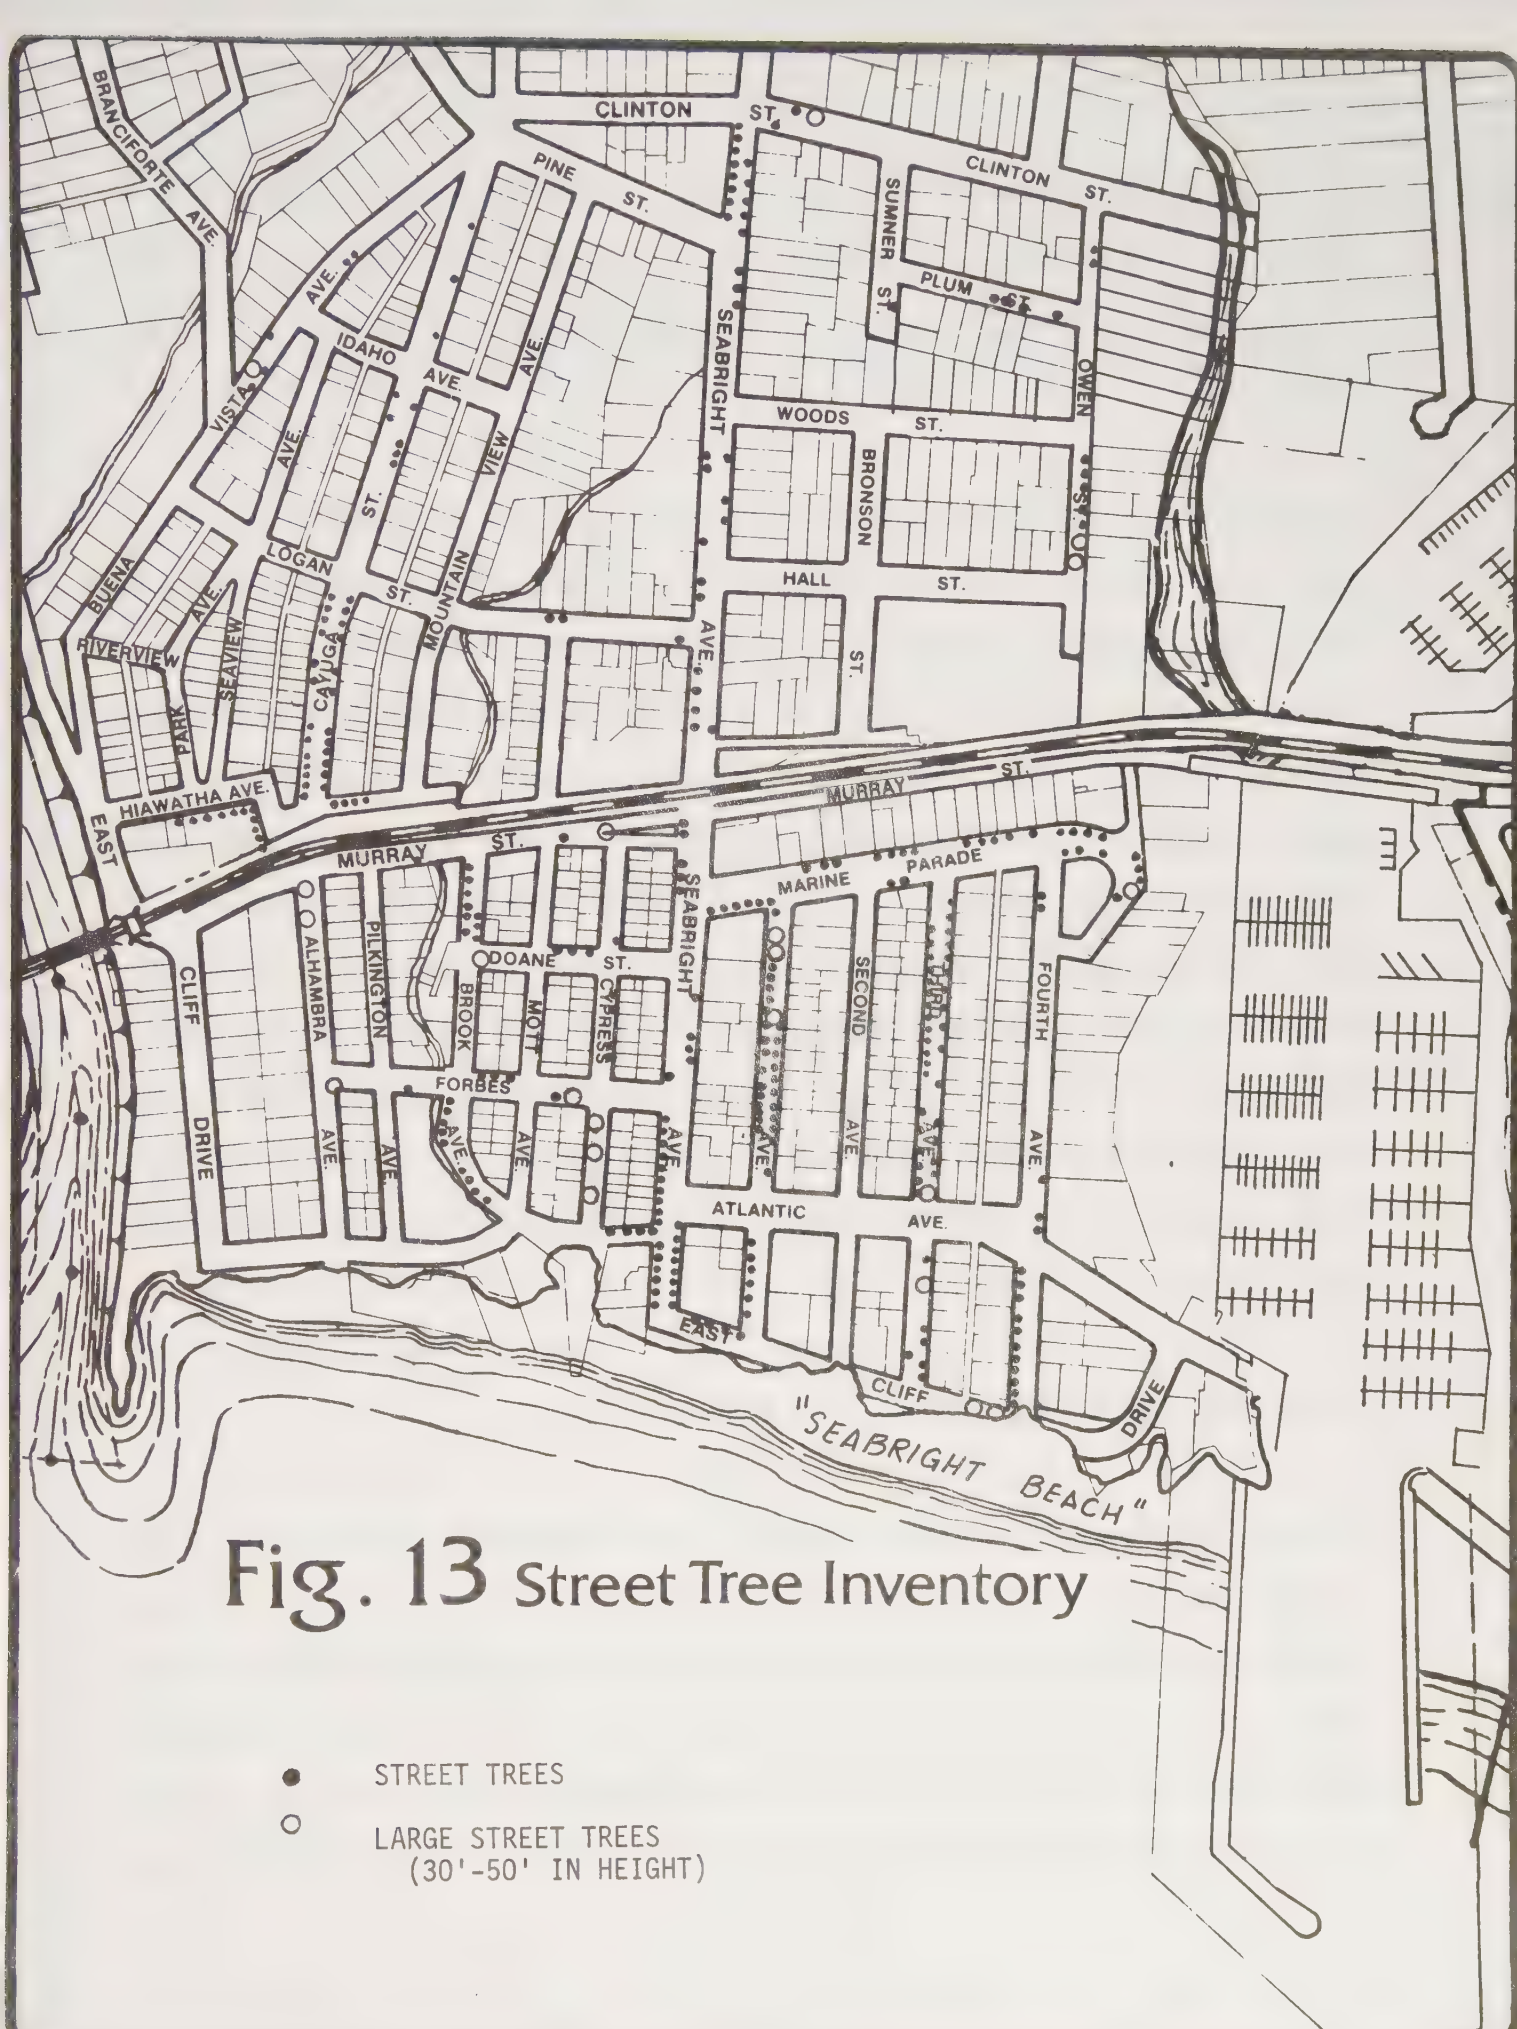 BRANCIFORTE AVE.
CLINTON ST.
CLINTON ST.
PINE ST.
SUMNER ST.
PLUM ST.
AVE.
IDAHO AVE.
AVE.
SEABRIGHT
OWEN
VISTA
AVE.
WOODS ST.
VIEW
BRONSON
ST.
ST.
LOGAN ST.
BUENA
AVE.
MOUNTAIN
HALL ST.
RIVERVIEW
SEAVIEW
CAYUGA
AVE.
ST.
PARK
HIAWATHA AVE.
MURRAY ST.
EAST
MURRAY ST.
MARINE PARADE
SEABRIGHT
PILKINGTON
ALHAMBRA
CLIFF
DOANE ST.
BROOK
MOTT
CYPRESS
SECOND
THIRD
FOURTH
FORBES
DRIVE
AVE.
AVE.
AVE.
AVE.
AVE.
AVE.
AVE.
AVE.
AVE.
ATLANTIC AVE.
EAST
CLIFF
DRIVE
"SEABRIGHT BEACH"
Fig. 13 Street Tree Inventory
STREET TREES
LARGE STREET TREES
(30'-50' IN HEIGHT)